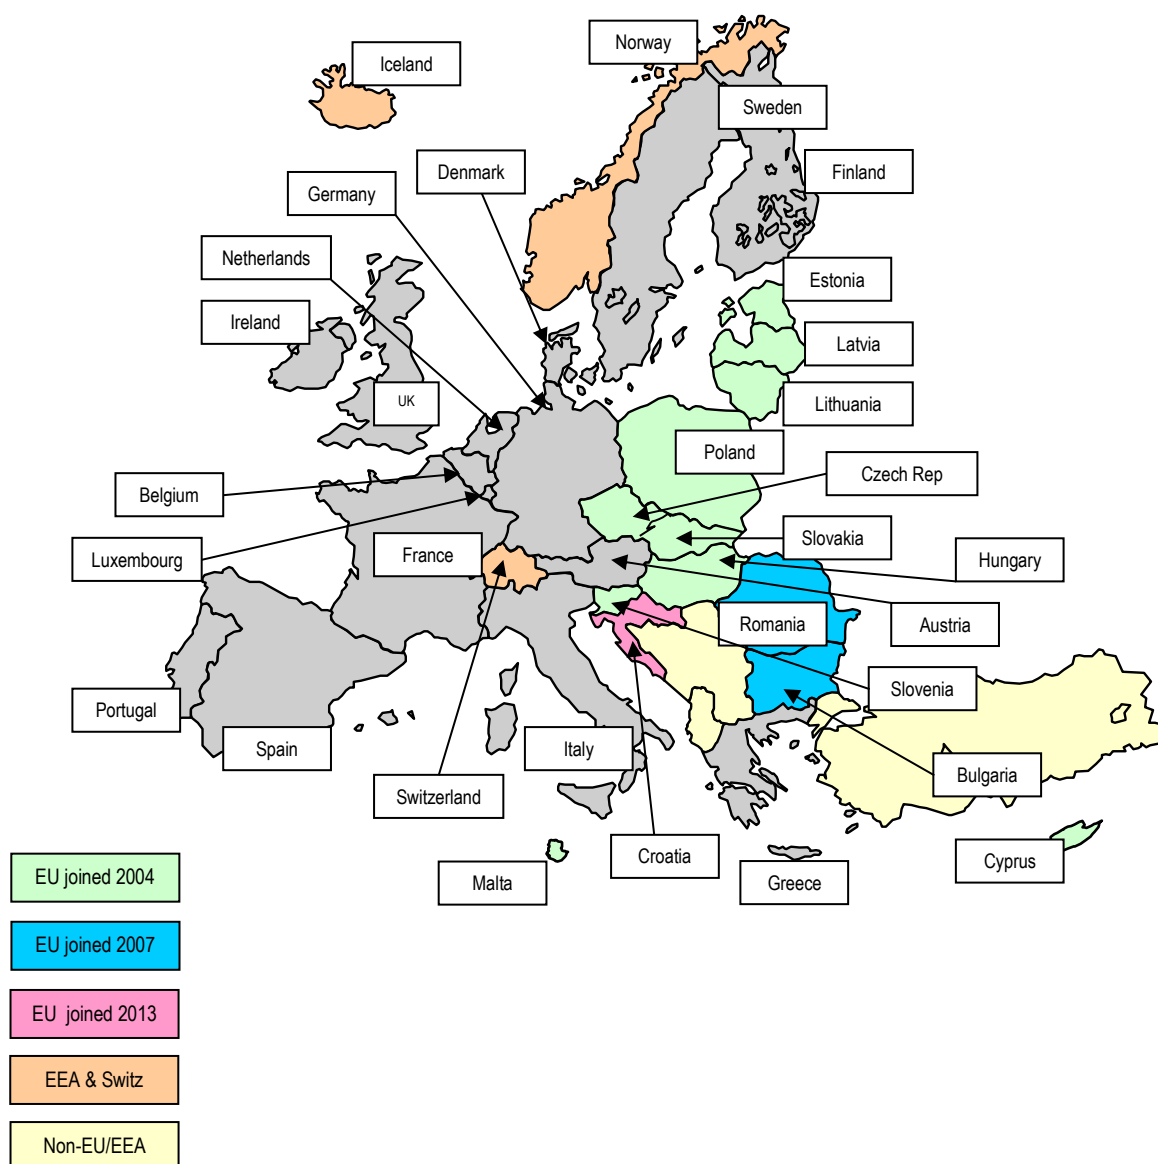 Norway
Iceland
Sweden
Denmark
Finland
Germany
Netherlands
Estonia
Ireland
Latvia
UK
Lithuania
Poland
Czech Rep
Belgium
Slovakia
Luxembourg
France
Hungary
Romania
Austria
Slovenia
Portugal
Spain
Italy
Bulgaria
Switzerland
Croatia
Cyprus
Malta
Greece
EU joined 2004
EU joined 2007
EU  joined 2013
EEA & Switz
Non-EU/EEA